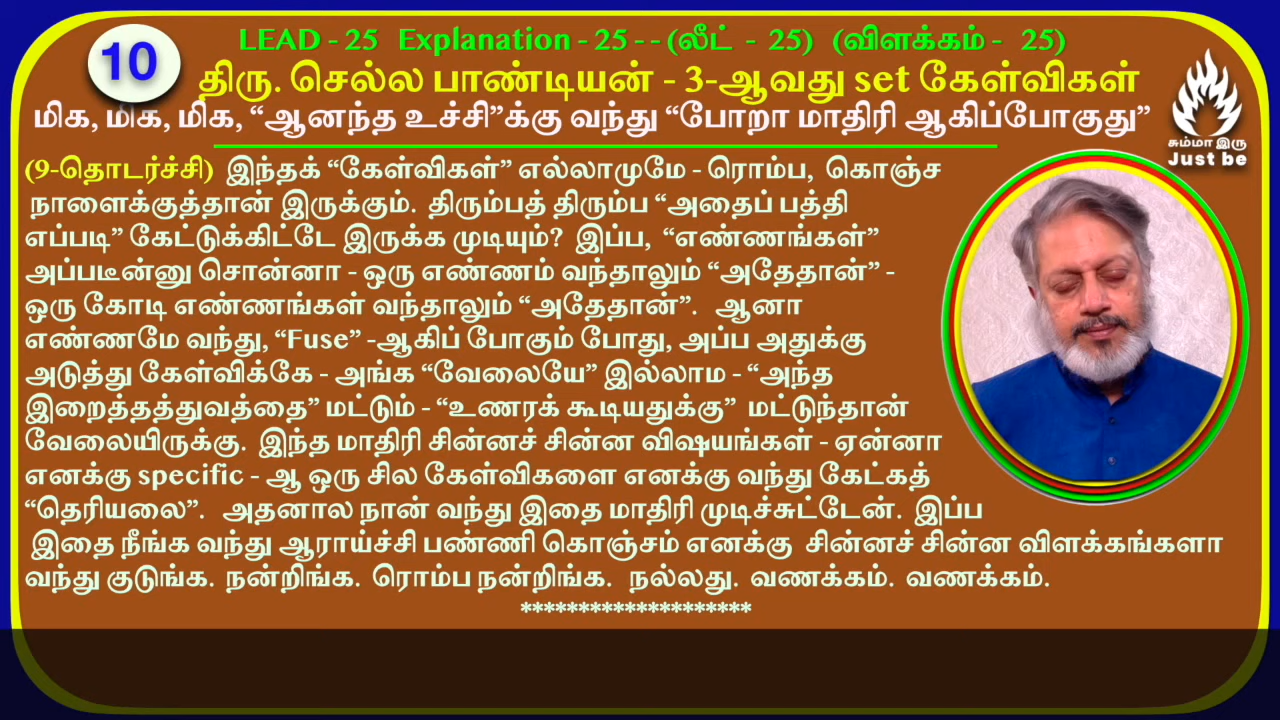 10
LEAD - 25 Explanation - 25 - - (லீட் - 25) (விளக்கம் - 25)
திரு. செல்ல பாண்டியன் - 3-ஆவது set கேள்விகள்
மிக, மிக, மிக, “ஆனந்த உச்சி”க்கு வந்து “போறா மாதிரி ஆகிப்போகுது”
சும்மா இரு
Just be
(9-தொடர்ச்சி) இந்தக் “கேள்விகள்” எல்லாமுமே - ரொம்ப, கொஞ்ச
நாளைக்குத்தான் இருக்கும். திரும்பத் திரும்ப “அதைப் பத்தி
எப்படி” கேட்டுக்கிட்டே இருக்க முடியும்? இப்ப, “எண்ணங்கள்”
அப்படீன்னு சொன்னா - ஒரு எண்ணம் வந்தாலும் “அதேதான்” -
ஒரு கோடி எண்ணங்கள் வந்தாலும் “அதேதான்”. ஆனா
எண்ணமே வந்து, “Fuse” -ஆகிப் போகும் போது, அப்ப அதுக்கு
அடுத்து கேள்விக்கே - அங்க “வேலையே” இல்லாம - “அந்த
இறைத்தத்துவத்தை” மட்டும் - “உணரக் கூடியதுக்கு” மட்டுந்தான்
வேலையிருக்கு. இந்த மாதிரி சின்னச் சின்ன விஷயங்கள் - ஏன்னா
எனக்கு specific - ஆ ஒரு சில கேள்விகளை எனக்கு வந்து கேட்கத்
“தெரியலை”. அதனால நான் வந்து இதை மாதிரி முடிச்சுட்டேன். இப்ப
இதை நீங்க வந்து ஆராய்ச்சி பண்ணி கொஞ்சம் எனக்கு சின்னச் சின்ன விளக்கங்களா
வந்து குடுங்க. நன்றிங்க. ரொம்ப நன்றிங்க. நல்லது. வணக்கம். வணக்கம்.
********************